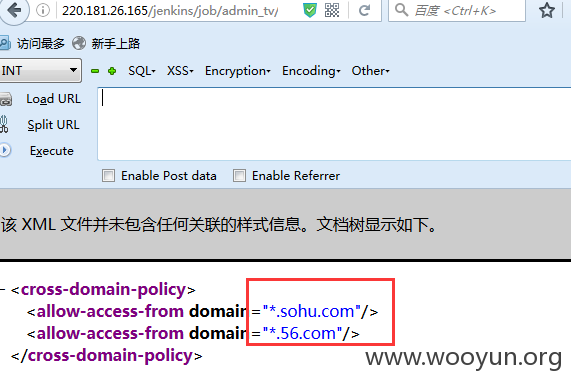 220.181.26.165/jenkins/job/admin_tv/
百度 <Ctrl+K>
访问最多 新手上路
INT SQL- XSS- Encryption- Encoding- Other-
Load URL
Split URL
Execute
Enable Post data Enable Referrer
该 XML 文件并未包含任何关联的样式信息。文档树显示如下。
- <cross-domain-policy>
<allow-access-from domain="*.sohu.com"/>
<allow-access-from domain="*.56.com"/>
</cross-domain-policy>
www.wooyun.org